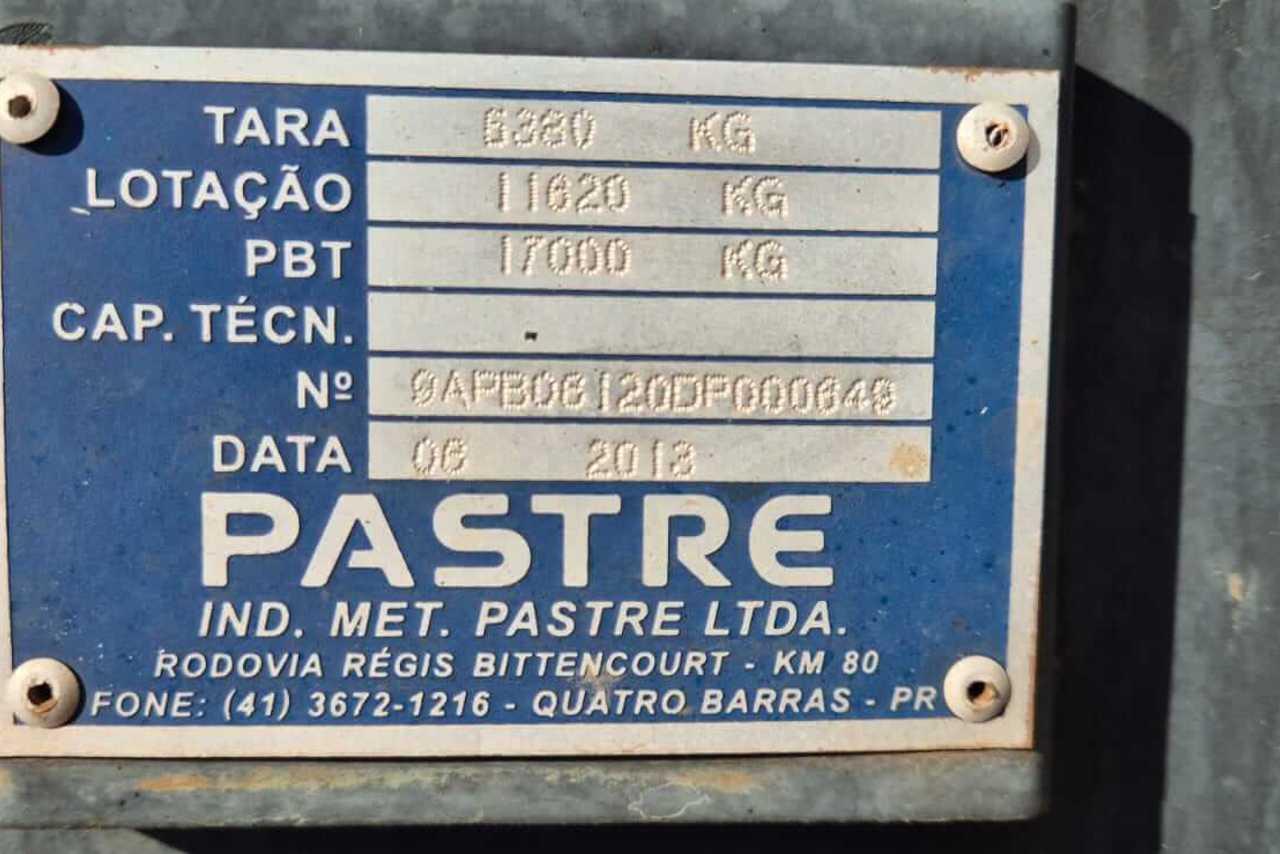 TARA 6380 KG
LOTAÇÃO 11620 KG
PBT 17000 KG
CAP. TÉCN. -
Nº 9APB06120DP000649
DATA 06 2013
PASTRE
IND. MET. PASTRE LTDA.
RODOVIA RÉGIS BITTENCOURT - KM 80
FONE: (41) 3672-1216 - QUATRO BARRAS - PR